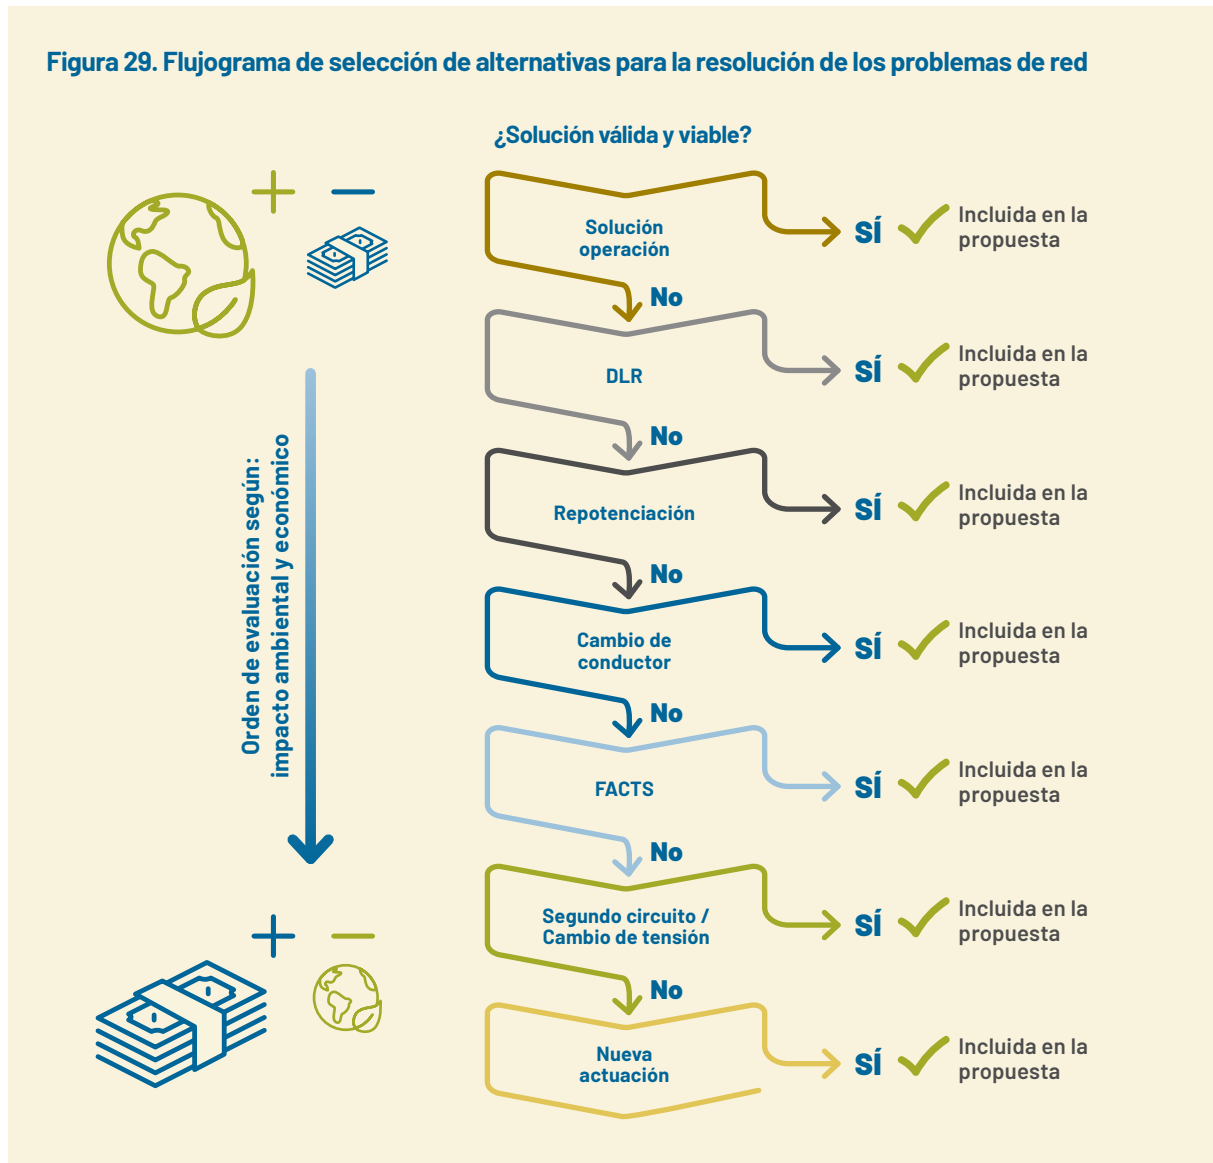 Figura 29. Flujograma de selección de alternativas para la resolución de los problemas de red
¿Solución válida y viable?
Solución
operación
SÍ
Incluida en la
propuesta
No
DLR
SÍ
Incluida en la
propuesta
No
Repotenciación
SÍ
Incluida en la
propuesta
No
Cambio de
conductor
SÍ
Incluida en la
propuesta
No
FACTS
SÍ
Incluida en la
propuesta
No
Segundo circuito /
Cambio de tensión
SÍ
Incluida en la
propuesta
No
Nueva
actuación
SÍ
Incluida en la
propuesta
Orden de evaluación según:
impacto ambiental y económico